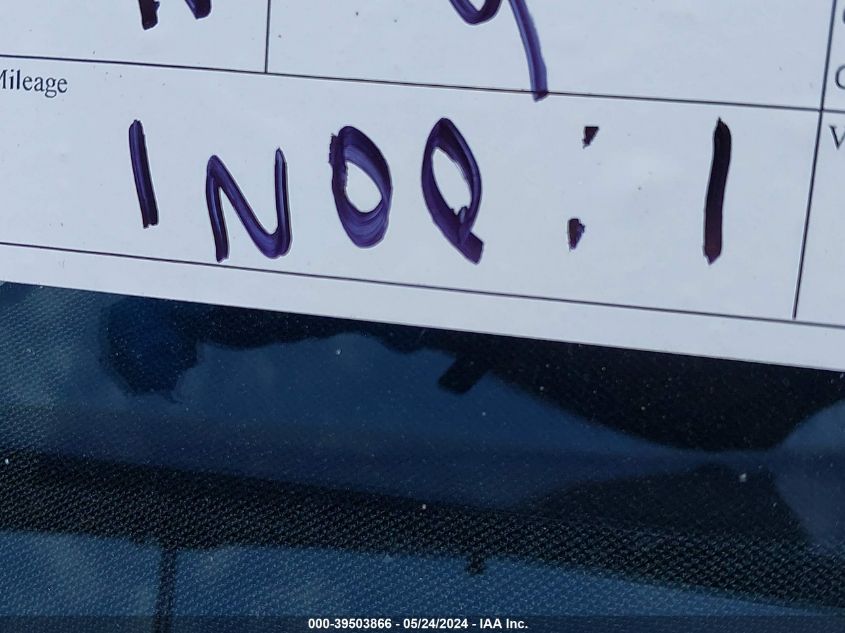 Mileage
INOQ : 1
000-39503866 - 05/24/2024 - IAA Inc.